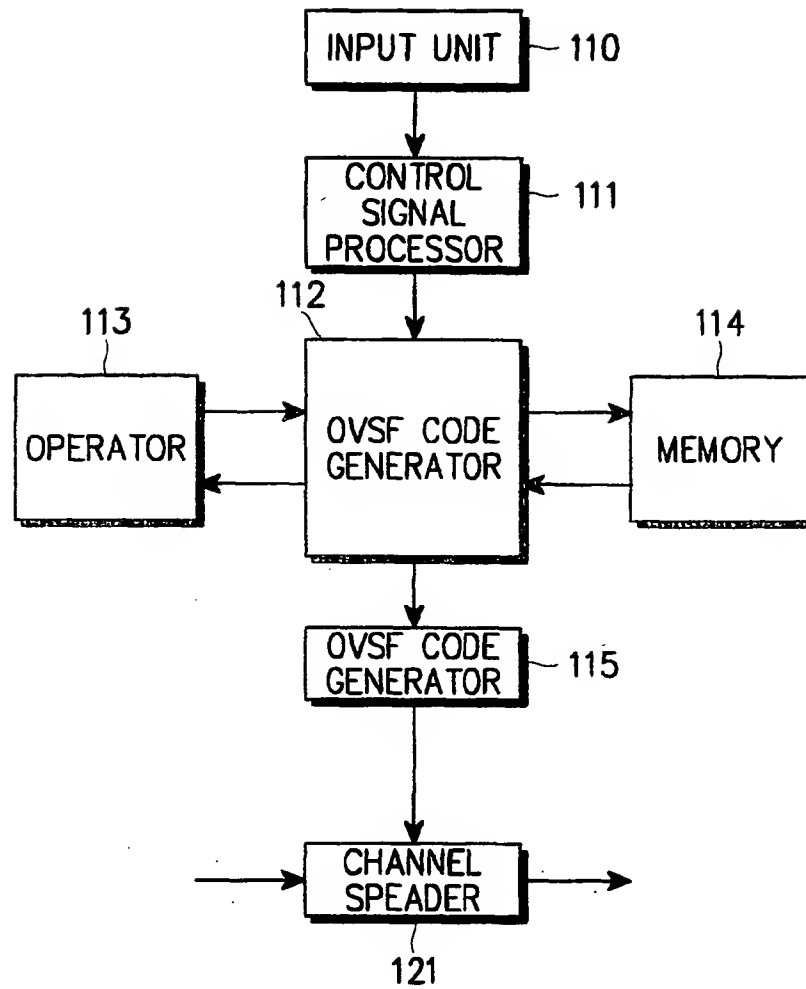 INPUT UNIT
110
CONTROL
SIGNAL
PROCESSOR
111
112
113
114
OPERATOR
OVSF CODE
GENERATOR
MEMORY
OVSF CODE
GENERATOR
115
CHANNEL
SPEADER
121